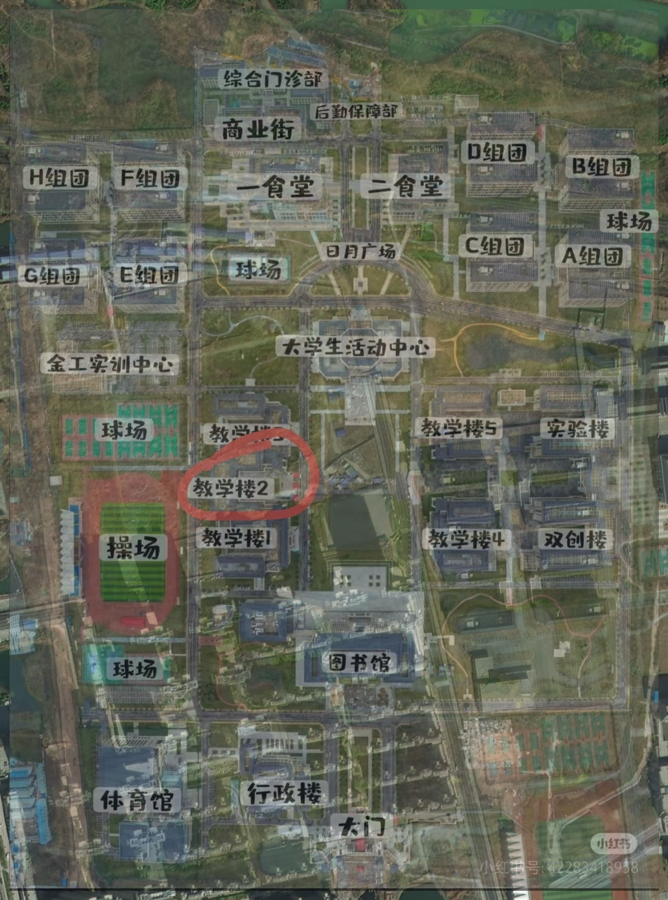 综合门诊部
后勤保障部
商业街
D组团
B组团
H组团
F组团
一食堂
二食堂
球场
日月广场
C组团
A组团
G组团
E组团
球场
大学生活动中心
金工实训中心
球场
教学楼3
教学楼5
实验楼
教学楼2
操场
教学楼1
教学楼4
双创楼
球场
图书馆
体育馆
行政楼
大门
小红书